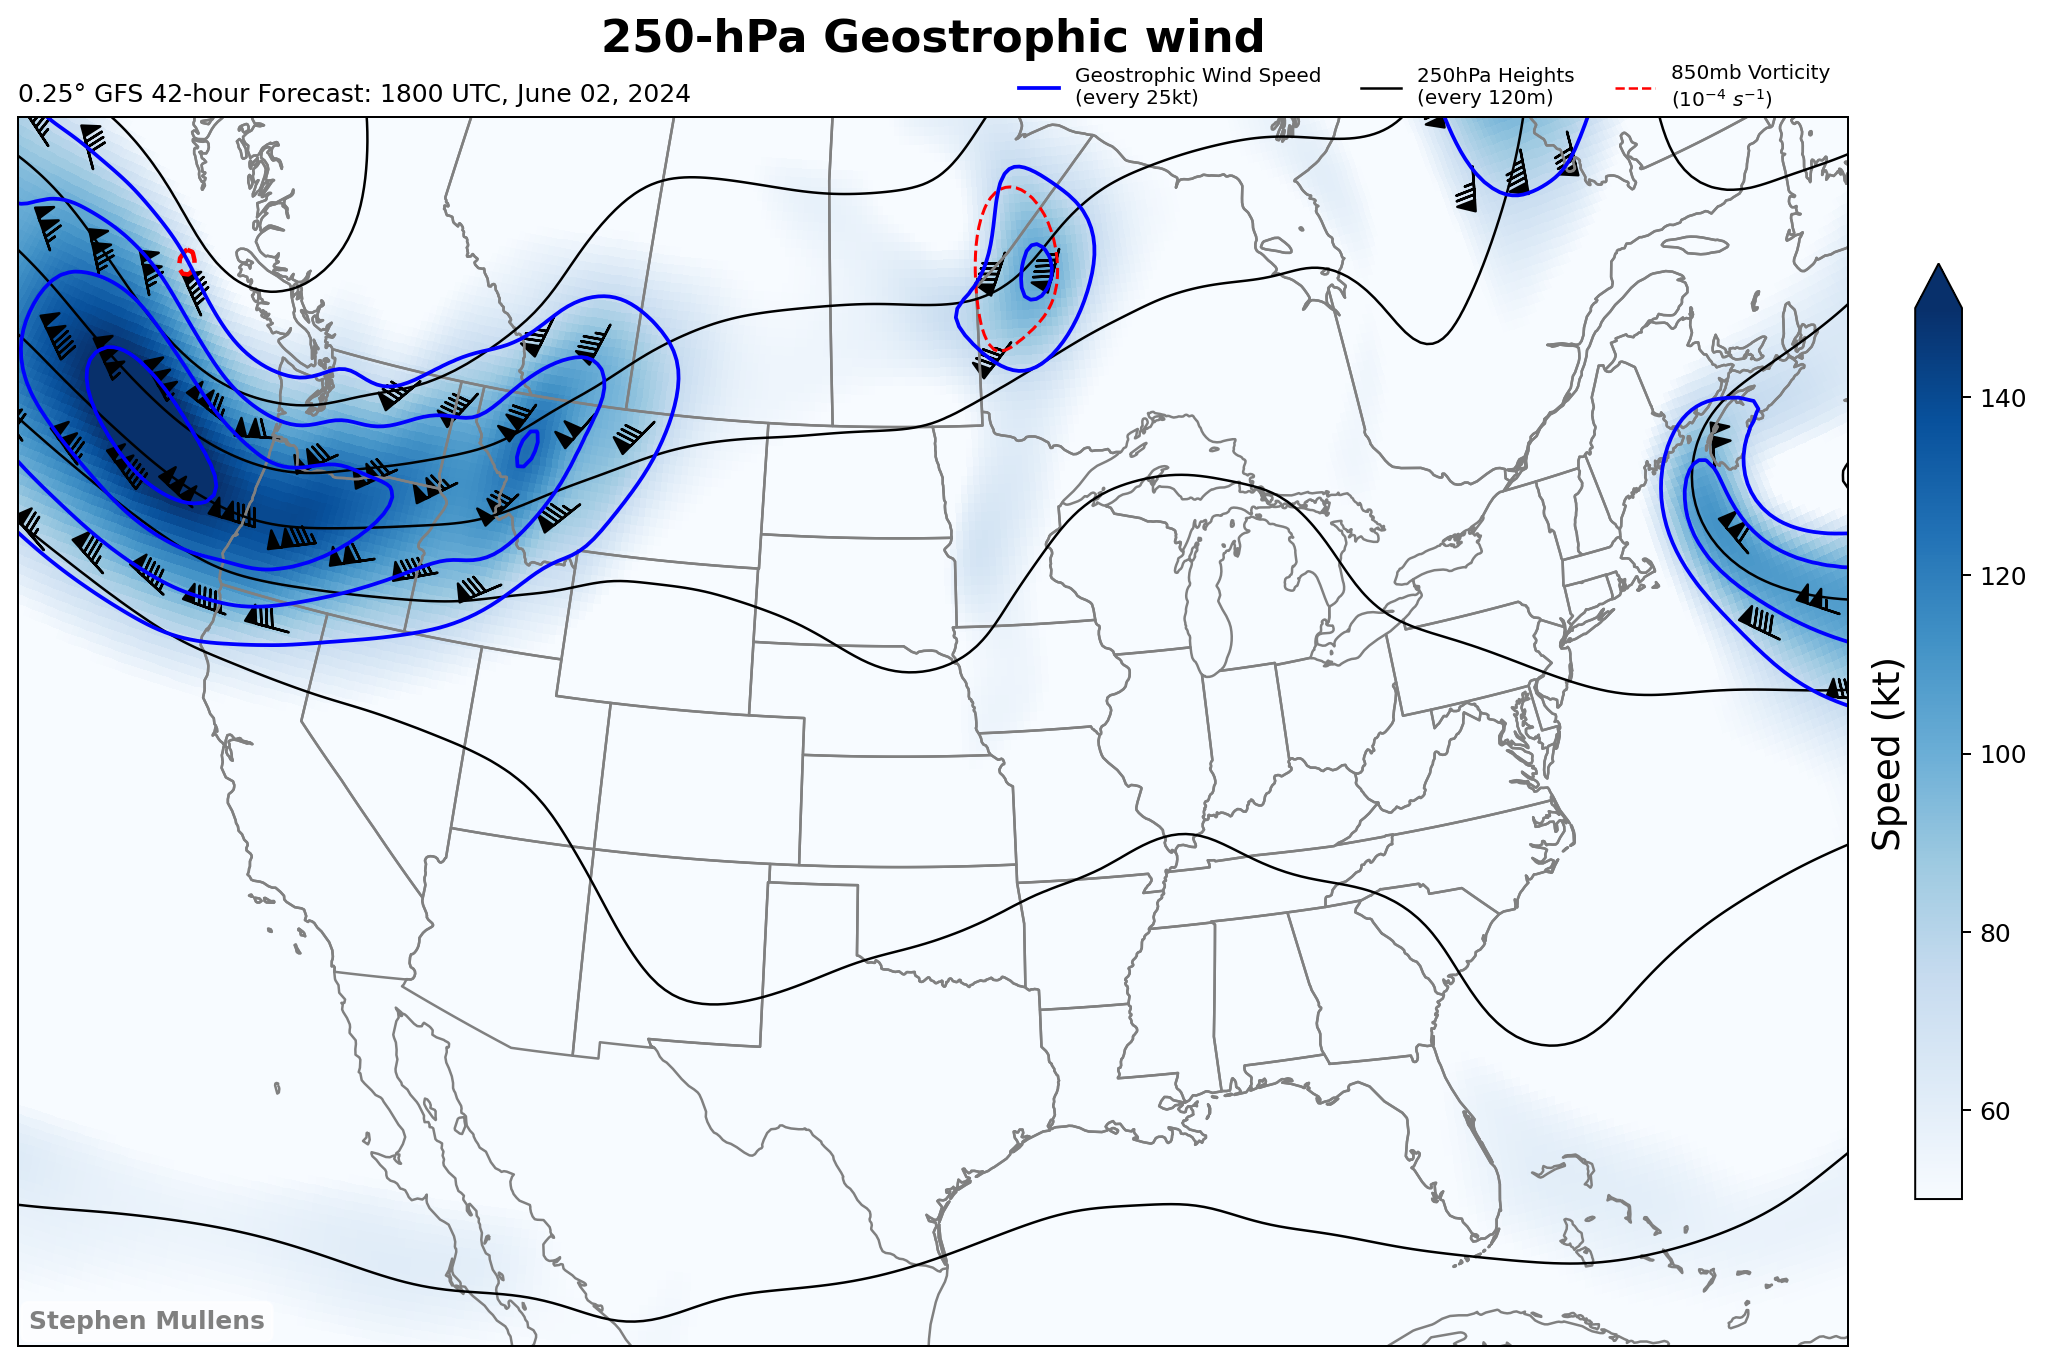 250-hPa Geostrophic wind
0.25° GFS 42-hour Forecast: 1800 UTC, June 02, 2024
Geostrophic Wind Speed
(every 25kt)
250hPa Heights
(every 120m)
850mb Vorticity
(10⁻⁴ s⁻¹)
140
120
100
80
60
Speed (kt)
Stephen Mullens